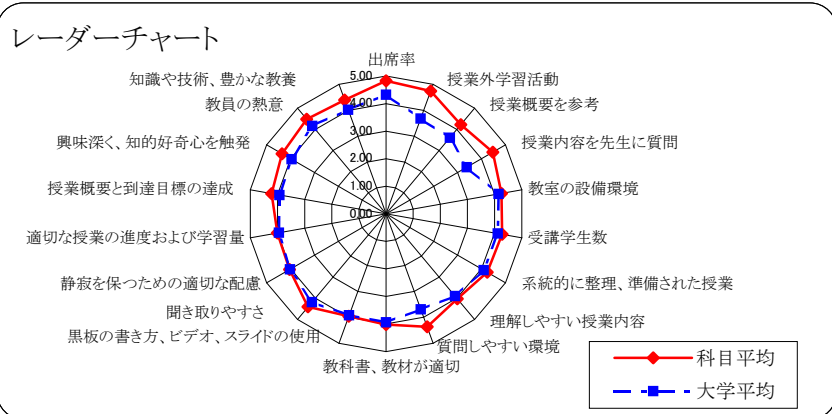 レーダーチャート
出席率
授業外学習活動
授業概要を参考
授業内容を先生に質問
教室の設備環境
受講学生数
系統的に整理、準備された授業
理解しやすい授業内容
質問しやすい環境
教科書、教材が適切
黒板の書き方、ビデオ、スライドの使用
聞き取りやすさ
静寂を保つための適切な配慮
適切な授業の進度および学習量
授業概要と到達目標の達成
興味深く、知的好奇心を触発
教員の熱意
知識や技術、豊かな教養
5.00
4.00
3.00
2.00
1.00
0.00
科目平均
大学平均